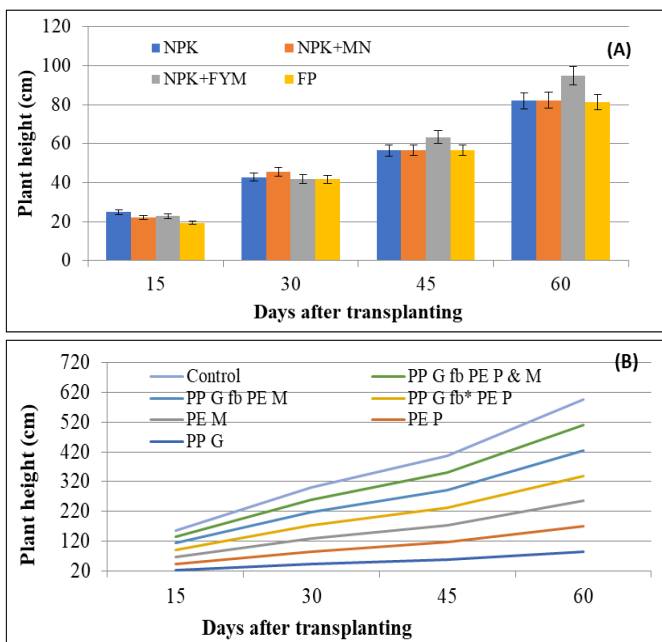 120
100
80
60
40
20
0
Plant height (cm)
NPK NPK+MN
NPK+FYM FP
(A)
15 30 45 60
Days after transplanting
720
620
520
420
320
220
120
20
Plant height (cm)
Control PP G fb PE P & M
PP G fb PE M PP G fb* PE P
PE M PE P
PP G
(B)
15 30 45 60
Days after transplanting